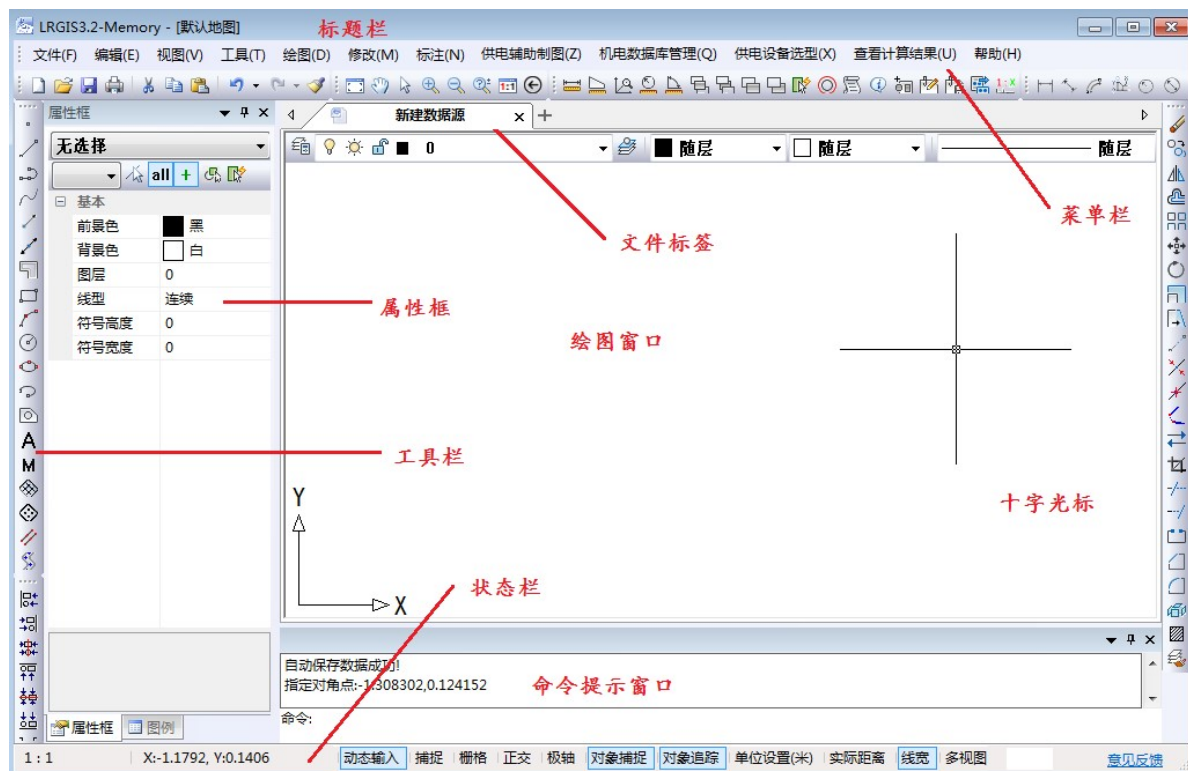 LRGIS3.2-Memory - [默认地图]
标题栏
文件(F) 编辑(E) 视图(V) 工具(T) 绘图(D) 修改(M) 标注(N) 供电辅助制图(Z) 机电数据库管理(Q) 供电设备选型(X) 查看计算结果(U) 帮助(H)
1:1
属性框
新建数据源
无选择
0
随层
随层
随层
all
菜单栏
基本
前景色 黑
文件标签
背景色 白
图层 0
线型 连续
属性框
符号高度 0
绘图窗口
符号宽度 0
A
工具栏
M
Y
十字光标
状态栏
X
自动保存数据成功!
指定对角点:-1.308302,0.124152
命令提示窗口
命令:
属性框 图例
1 : 1 X:-1.1792, Y:0.1406 动态输入 捕捉 栅格 正交 极轴 对象捕捉 对象追踪 单位设置(米) 实际距离 线宽 多视图 意见反馈